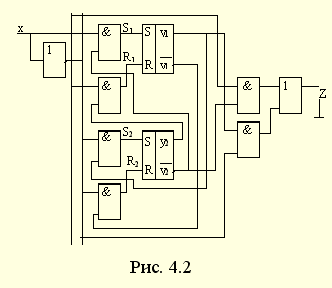 x
1
&
S₁
S
y₁
R₁
R
y₁
&
&
1
Z
&
S₂
S
y₂
R₂
R
y₂
&
&
Рис. 4.2